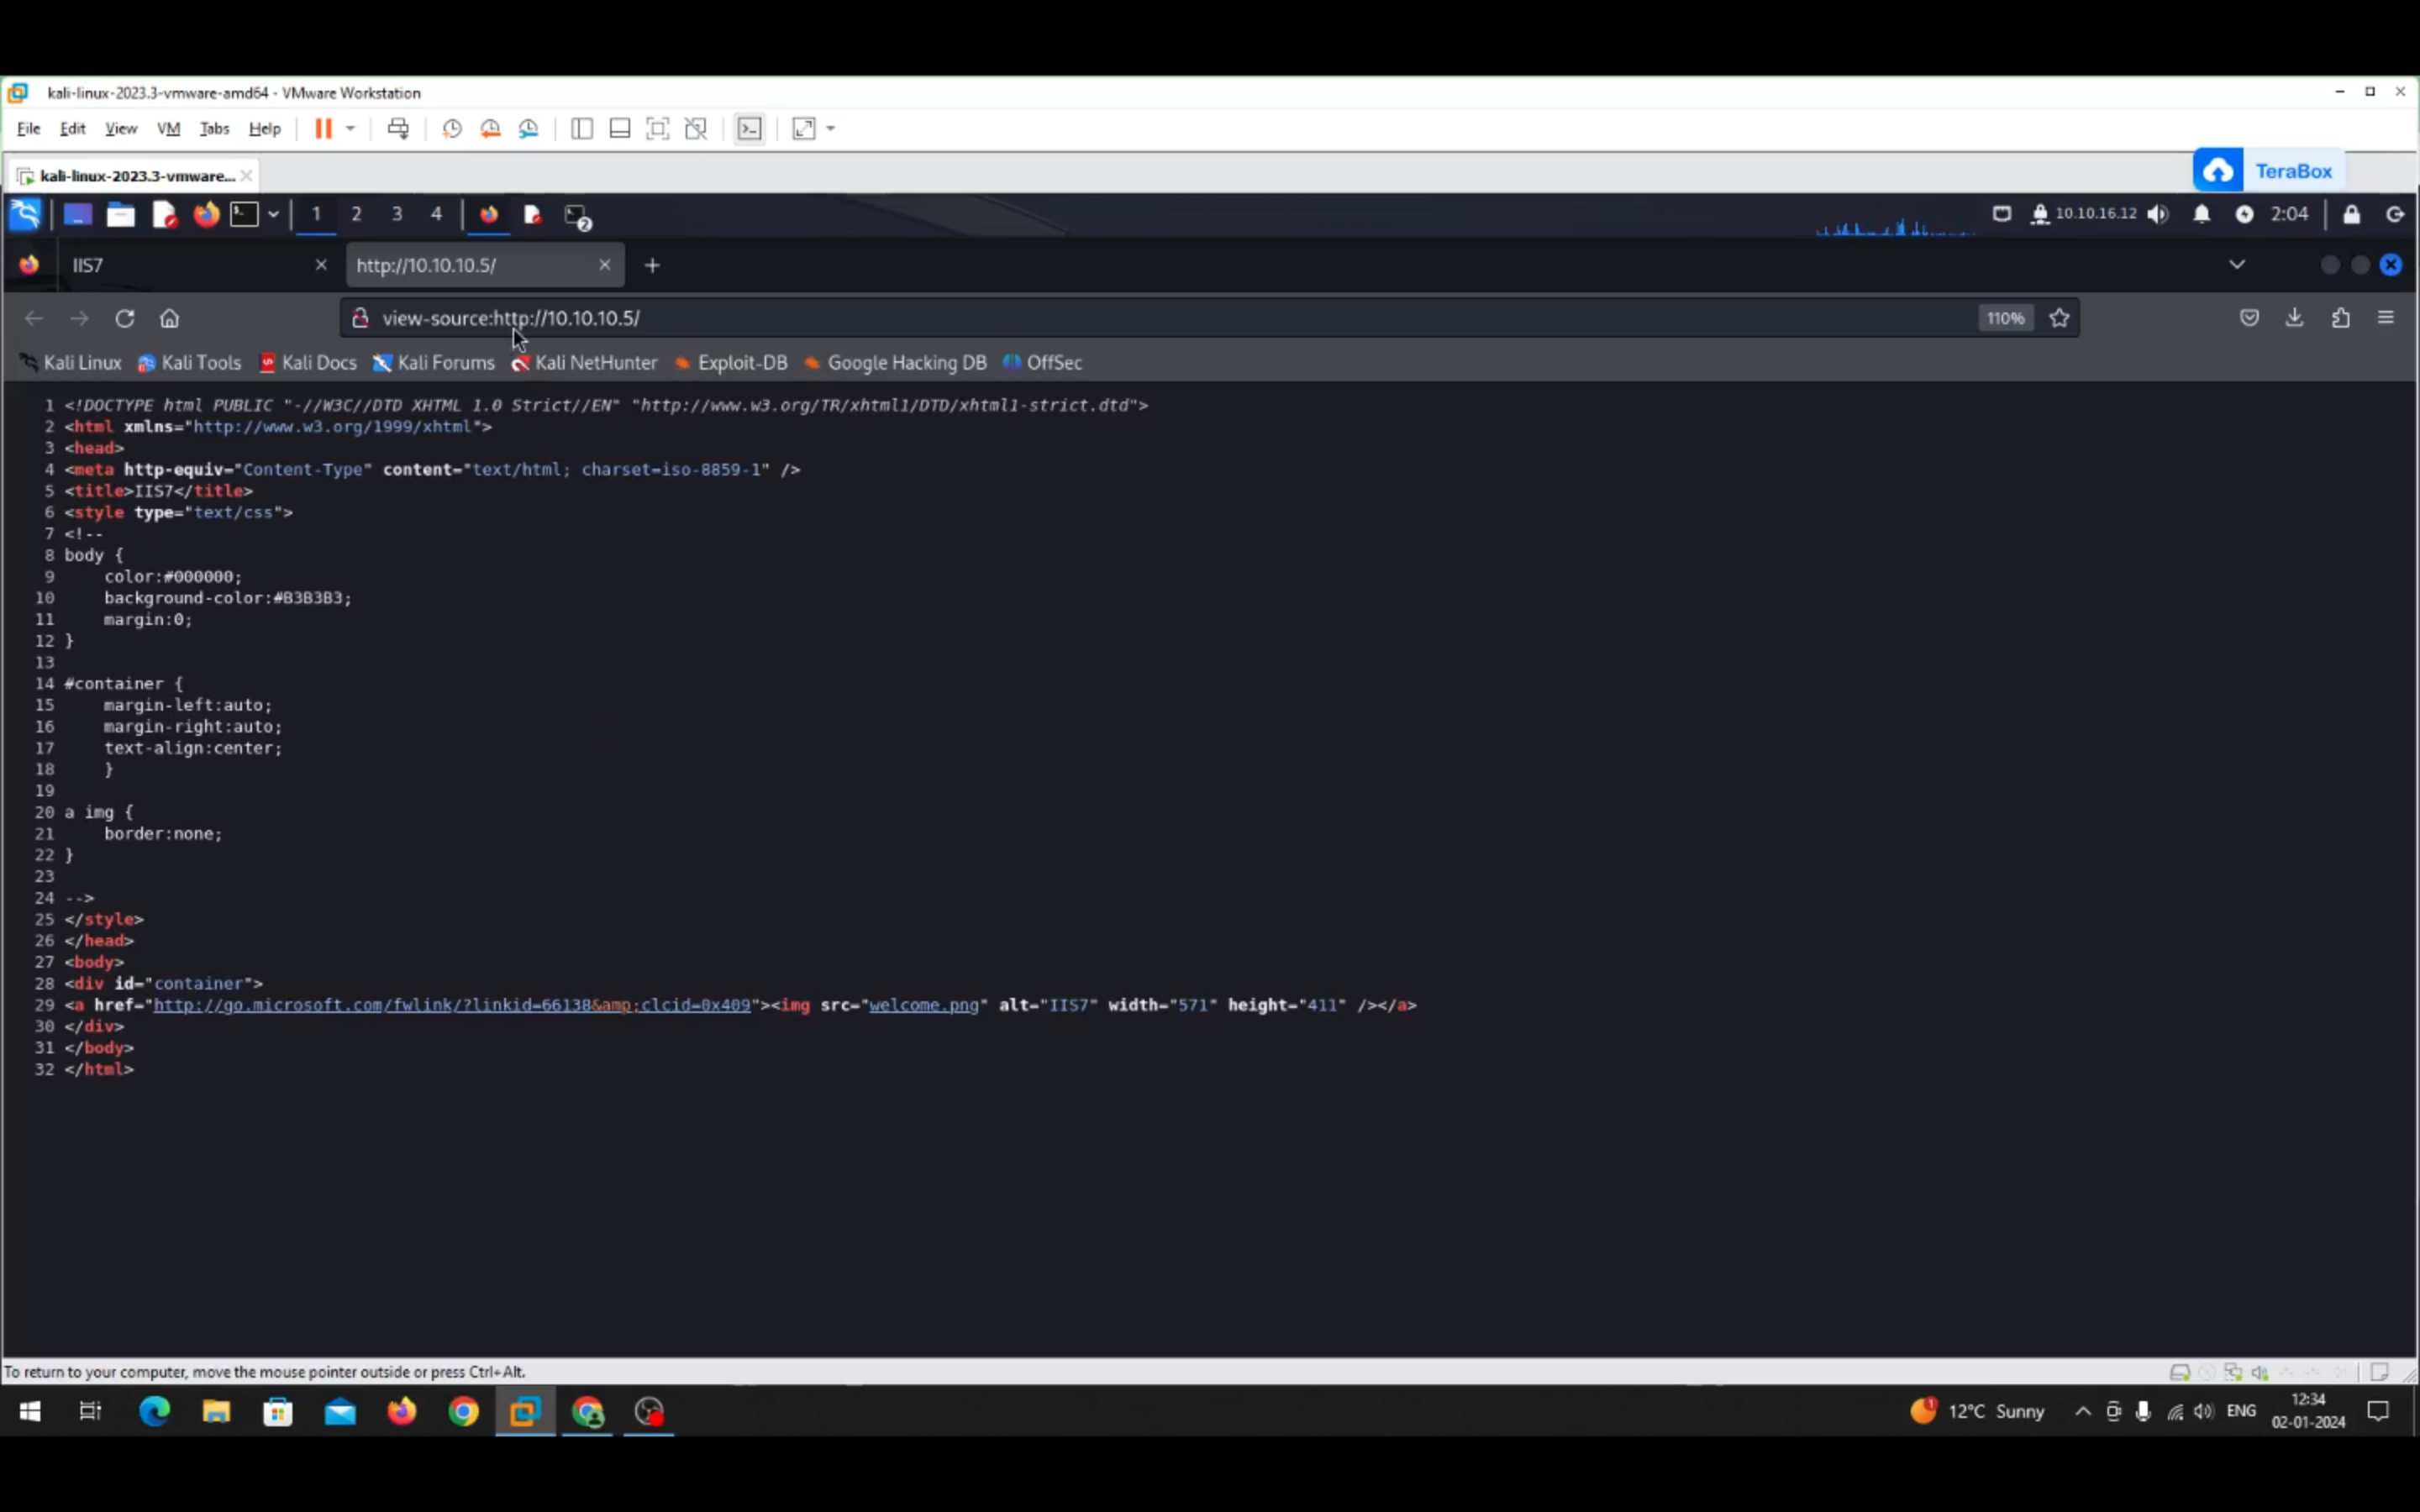 kali-linux-2023.3-vmware-amd64 - VMware Workstation
File Edit View VM Tabs Help
kali-linux-2023.3-vmware...
TeraBox
1 2 3 4 2 10.10.16.12 2:04
IIS7 http://10.10.10.5/
view-source:http://10.10.10.5/ 110%
Kali Linux Kali Tools Kali Docs Kali Forums Kali NetHunter Exploit-DB Google Hacking DB OffSec
1 <!DOCTYPE html PUBLIC "-//W3C//DTD XHTML 1.0 Strict//EN" "http://www.w3.org/TR/xhtml1/DTD/xhtml1-strict.dtd">
2 <html xmlns="http://www.w3.org/1999/xhtml">
3 <head>
4 <meta http-equiv="Content-Type" content="text/html; charset=iso-8859-1" />
5 <title>IIS7</title>
6 <style type="text/css">
7 <!--
8 body {
9     color:#000000;
10     background-color:#B3B3B3;
11     margin:0;
12 }
13
14 #container {
15     margin-left:auto;
16     margin-right:auto;
17     text-align:center;
18     }
19
20 a img {
21     border:none;
22 }
23
24 -->
25 </style>
26 </head>
27 <body>
28 <div id="container">
29 <a href="http://go.microsoft.com/fwlink/?linkid=66138&amp;clcid=0x409"><img src="welcome.png" alt="IIS7" width="571" height="411" /></a>
30 </div>
31 </body>
32 </html>
To return to your computer, move the mouse pointer outside or press Ctrl+Alt.
12°C Sunny ENG 12:34
02-01-2024